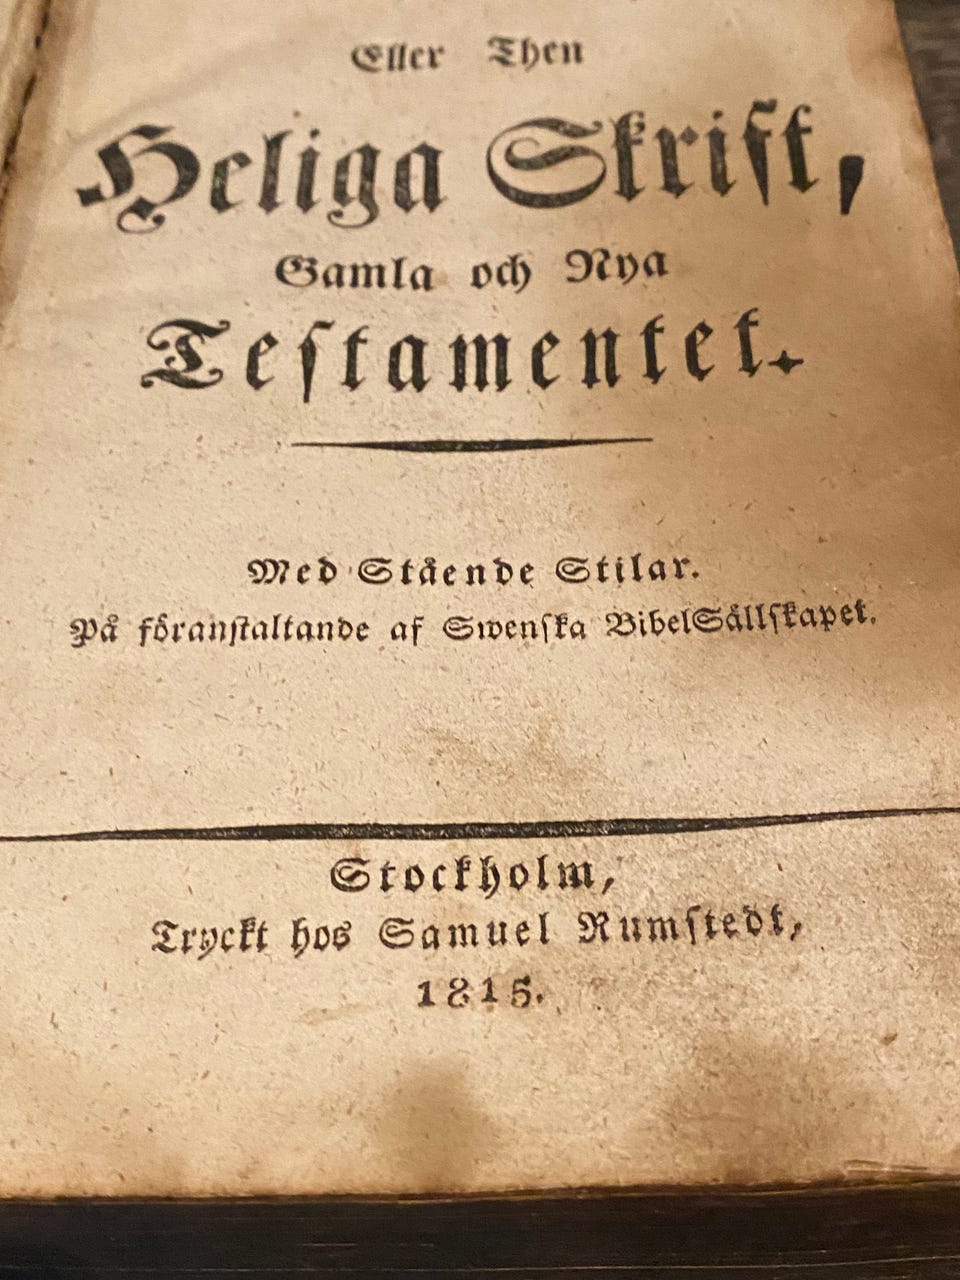 Eller Then
Heliga Skrift,
Gamla och Nya
Testamentet.
Med Stående Stilar.
På föranstaltande af Swenska BibelSällskapet.
Stockholm,
Tryckt hos Samuel Rumstedt,
1815.